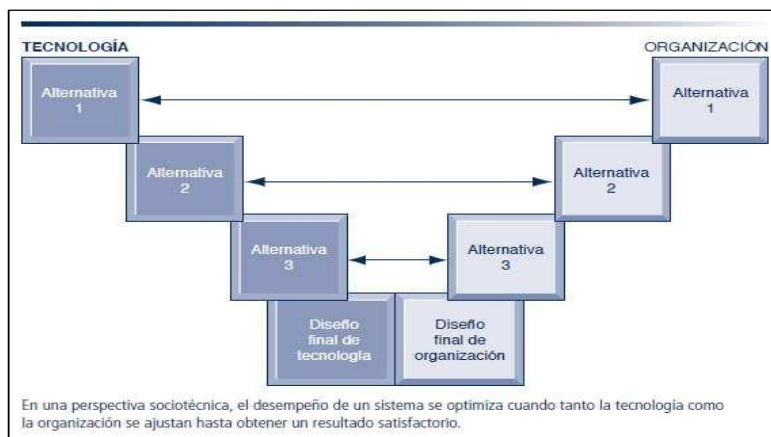 TECNOLOGÍA
ORGANIZACIÓN
Alternativa
1
Alternativa
1
Alternativa
2
Alternativa
2
Alternativa
3
Alternativa
3
Diseño
final de
tecnología
Diseño
final de
organización
En una perspectiva sociotécnica, el desempeño de un sistema se optimiza cuando tanto la tecnología como
la organización se ajustan hasta obtener un resultado satisfactorio.